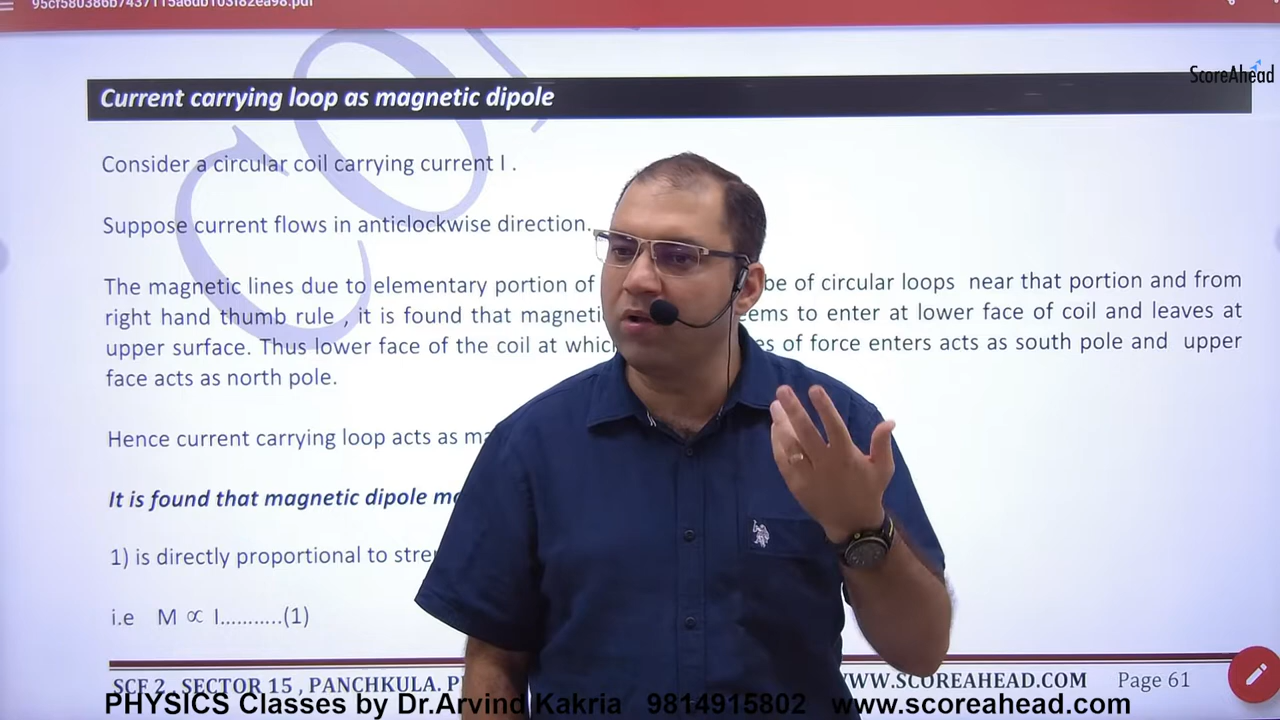 95cf580386b7437115a6db103f82ea98.pdf
ScoreAhead
Current carrying loop as magnetic dipole
Consider a circular coil carrying current I .
Suppose current flows in anticlockwise direction.
The magnetic lines due to elementary portion of be of circular loops near that portion and from
right hand thumb rule , it is found that magneti eems to enter at lower face of coil and leaves at
upper surface. Thus lower face of the coil at whic es of force enters acts as south pole and upper
face acts as north pole.
Hence current carrying loop acts as ma
It is found that magnetic dipole mo
1) is directly proportional to stre
i.e M ∝ I...........(1)
SCF 2 , SECTOR 15 , PANCHKULA. P WWW.SCOREAHEAD.COM Page 61
PHYSICS Classes by Dr.Arvind Kakria 9814915802 www.scoreahead.com